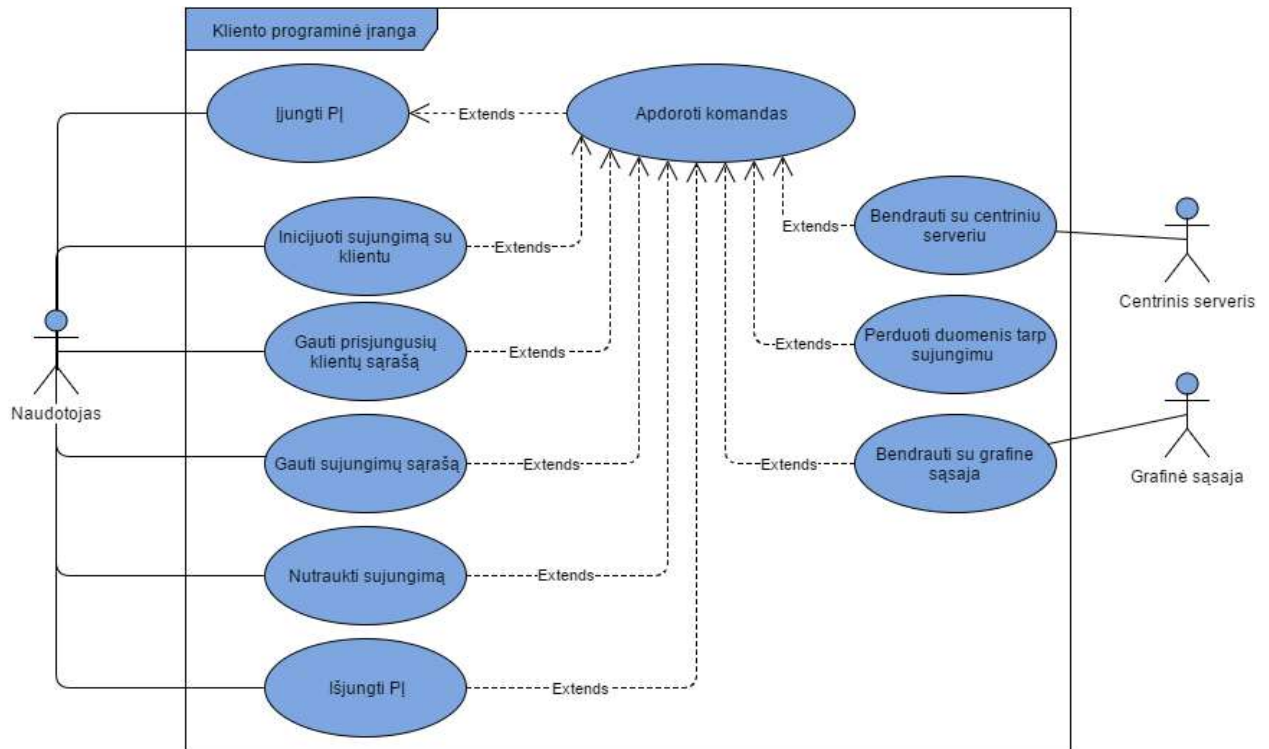 Kliento programinė įranga
Įjungti PĮ
Extends
Apdoroti komandas
Inicijuoti sujungimą su
klientu
Extends
Extends
Bendrauti su centriniu
serveriu
Centrinis serveris
Gauti prisjungusių
klientų sąrašą
Extends
Extends
Perduoti duomenis tarp
sujungimu
Naudotojas
Gauti sujungimų sąrašą
Extends
Extends
Bendrauti su grafine
sąsaja
Grafinė sąsaja
Nutraukti sujungimą
Extends
Išjungti PĮ
Extends